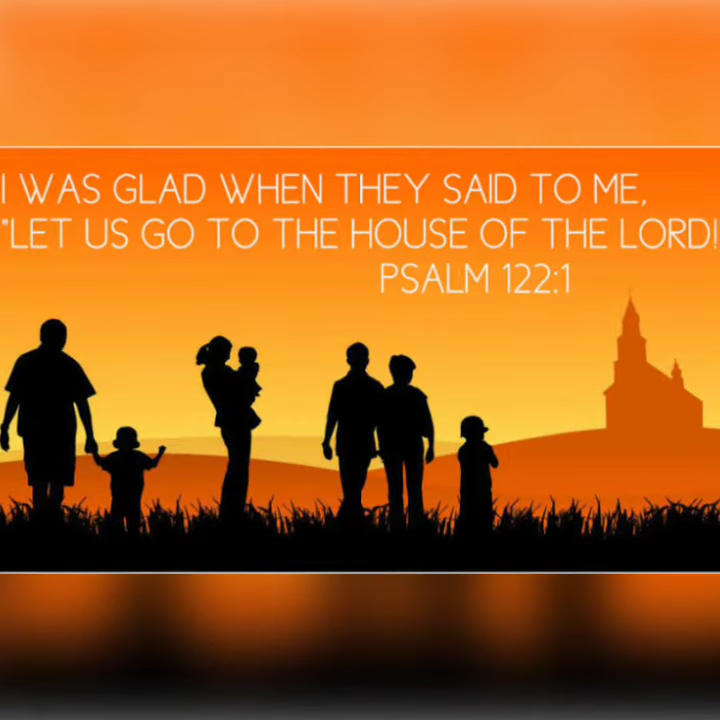 I WAS GLAD WHEN THEY SAID TO ME,
"LET US GO TO THE HOUSE OF THE LORD!
PSALM 122:1